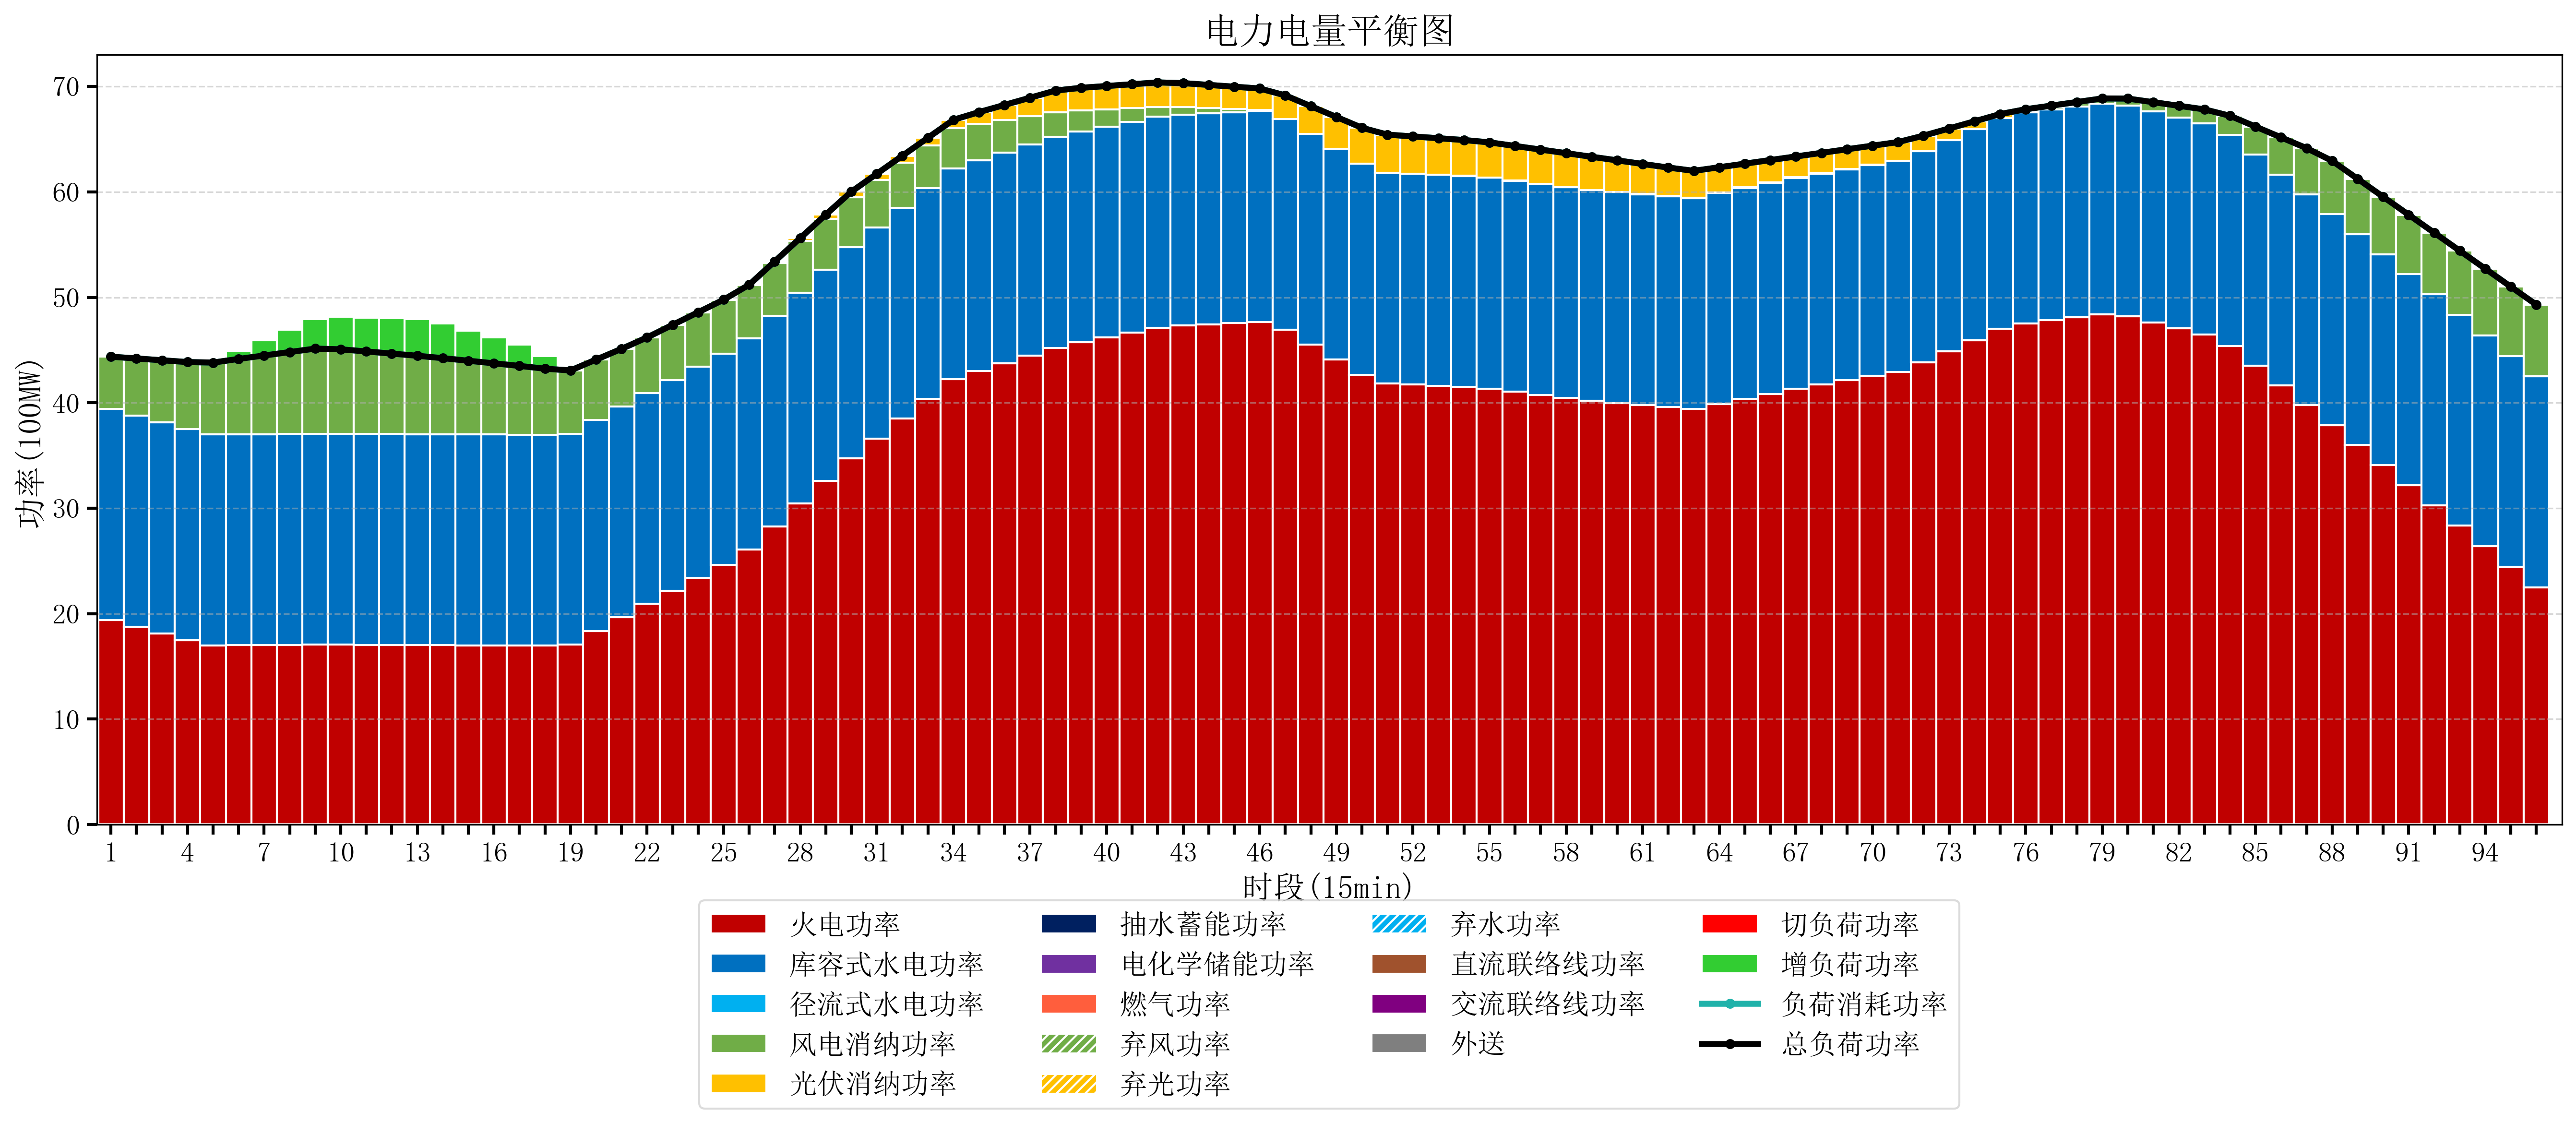 电力电量平衡图
功率(100MW)
70
60
50
40
30
20
10
0
1 4 7 10 13 16 19 22 25 28 31 34 37 40 43 46 49 52 55 58 61 64 67 70 73 76 79 82 85 88 91 94
时段(15min)
火电功率
库容式水电功率
径流式水电功率
风电消纳功率
光伏消纳功率
抽水蓄能功率
电化学储能功率
燃气功率
弃风功率
弃光功率
弃水功率
直流联络线功率
交流联络线功率
外送
切负荷功率
增负荷功率
负荷消耗功率
总负荷功率